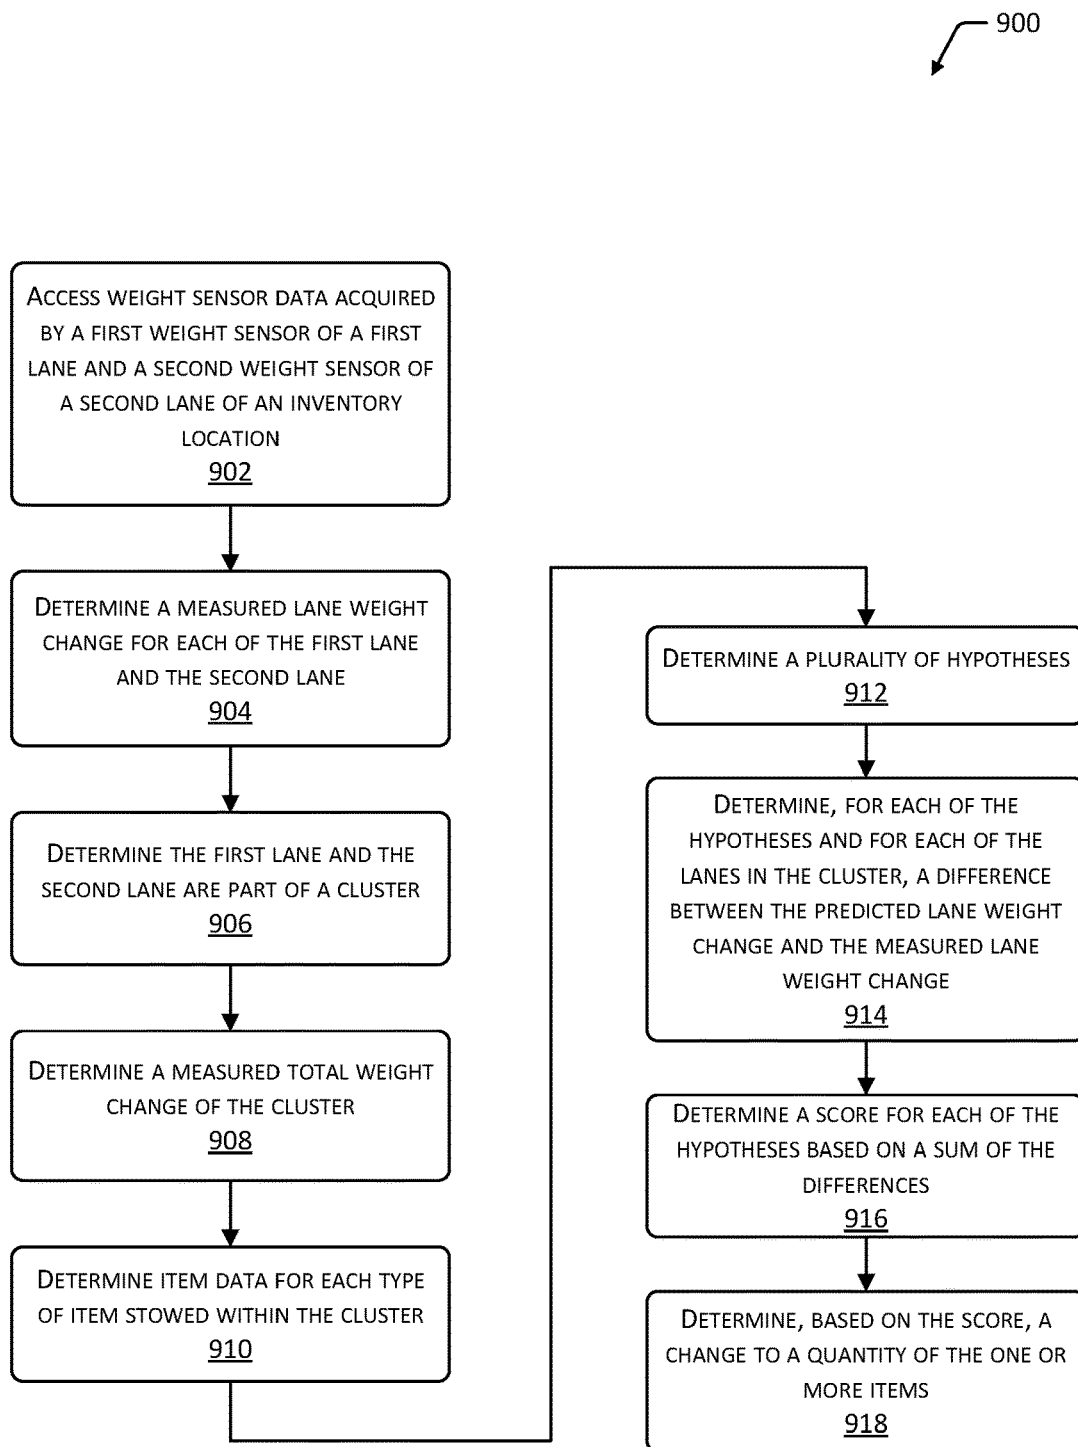 900
ACCESS WEIGHT SENSOR DATA ACQUIRED
BY A FIRST WEIGHT SENSOR OF A FIRST
LANE AND A SECOND WEIGHT SENSOR OF
A SECOND LANE OF AN INVENTORY
LOCATION
902
DETERMINE A MEASURED LANE WEIGHT
CHANGE FOR EACH OF THE FIRST LANE
AND THE SECOND LANE
904
DETERMINE THE FIRST LANE AND THE
SECOND LANE ARE PART OF A CLUSTER
906
DETERMINE A MEASURED TOTAL WEIGHT
CHANGE OF THE CLUSTER
908
DETERMINE ITEM DATA FOR EACH TYPE
OF ITEM STOWED WITHIN THE CLUSTER
910
DETERMINE A PLURALITY OF HYPOTHESES
912
DETERMINE, FOR EACH OF THE
HYPOTHESES AND FOR EACH OF THE
LANES IN THE CLUSTER, A DIFFERENCE
BETWEEN THE PREDICTED LANE WEIGHT
CHANGE AND THE MEASURED LANE
WEIGHT CHANGE
914
DETERMINE A SCORE FOR EACH OF THE
HYPOTHESES BASED ON A SUM OF THE
DIFFERENCES
916
DETERMINE, BASED ON THE SCORE, A
CHANGE TO A QUANTITY OF THE ONE OR
MORE ITEMS
918